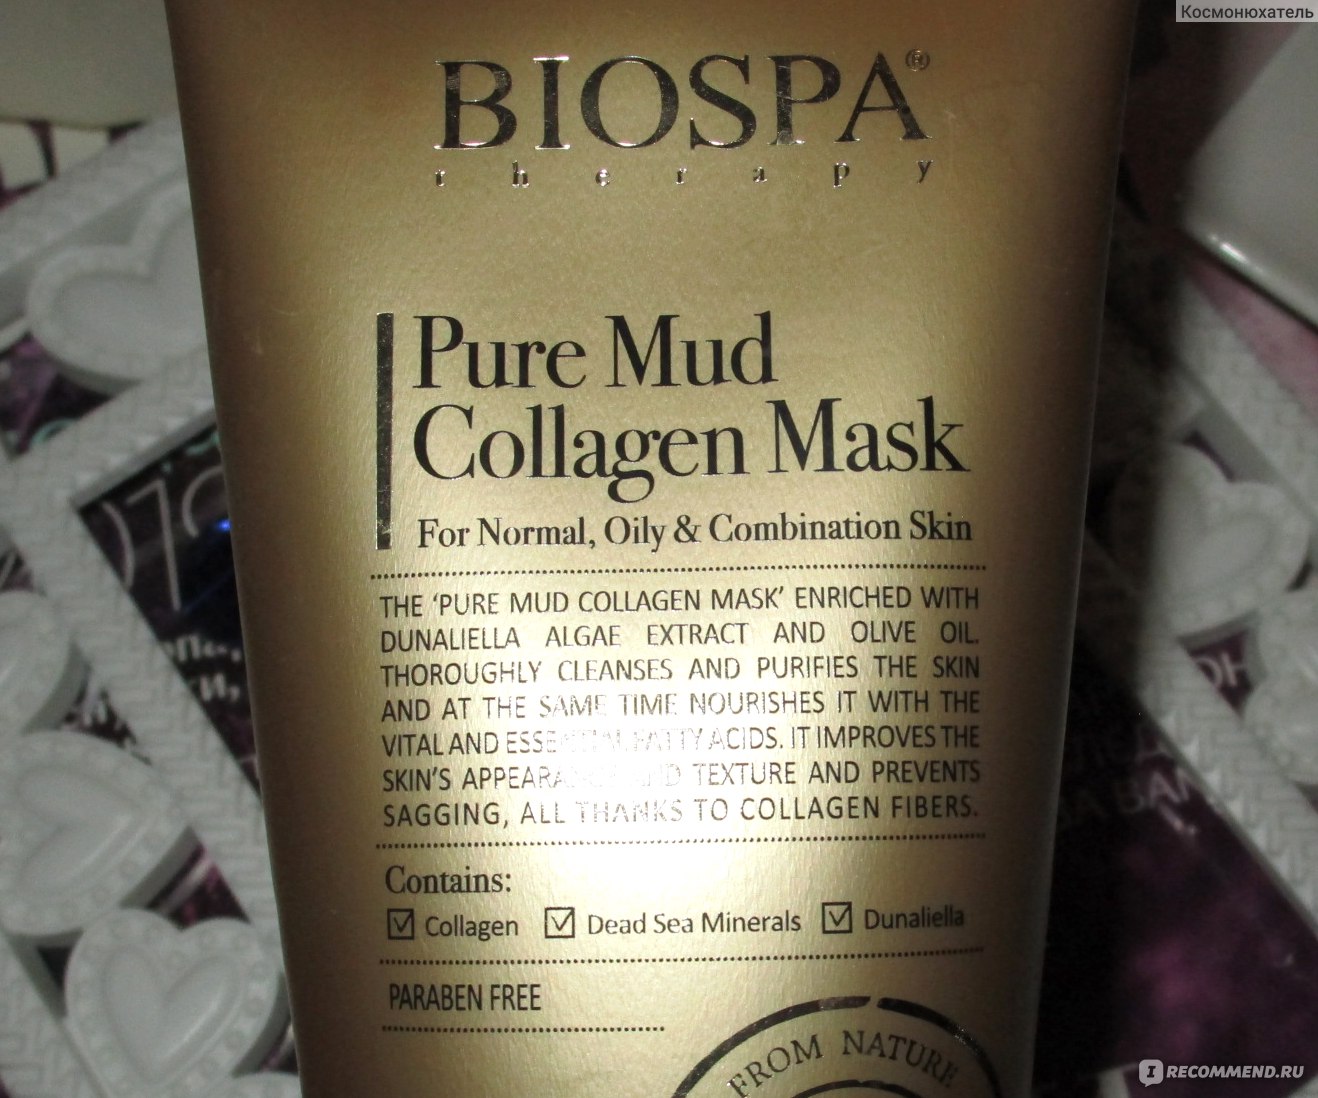 Космонюхатель
BIOSPA®
therapy
Pure Mud
Collagen Mask
For Normal, Oily & Combination Skin
THE ‘PURE MUD COLLAGEN MASK’ ENRICHED WITH
DUNALIELLA ALGAE EXTRACT AND OLIVE OIL.
THOROUGHLY CLEANSES AND PURIFIES THE SKIN
AND AT THE SAME TIME NOURISHES IT WITH THE
VITAL AND ESSENTIAL FATTY ACIDS. IT IMPROVES THE
SKIN’S APPEARANCE AND TEXTURE AND PREVENTS
SAGGING, ALL THANKS TO COLLAGEN FIBERS.
Contains:
Collagen Dead Sea Minerals Dunaliella
PARABEN FREE
FROM NATURE
IRECOMMEND.RU